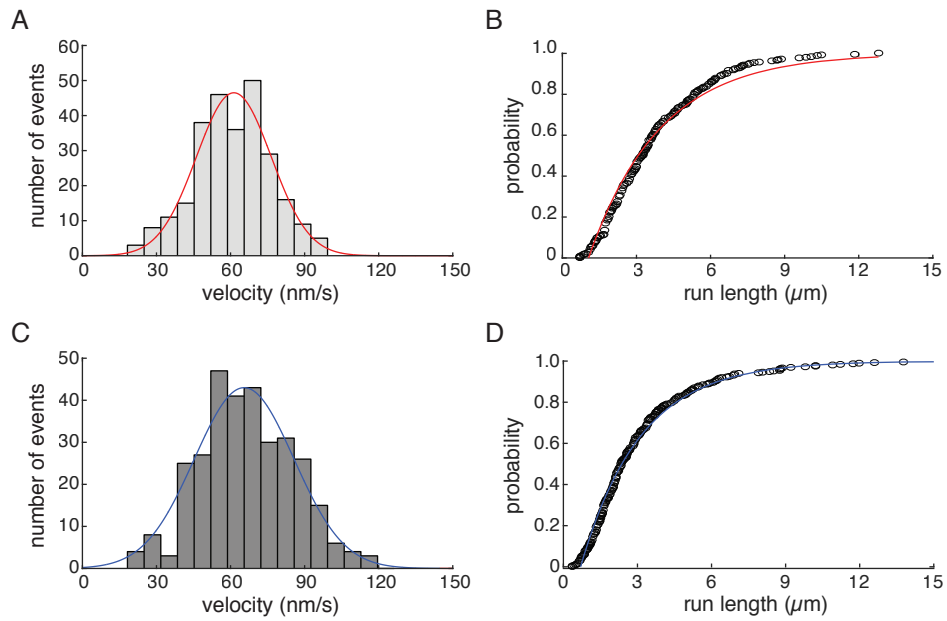 A
number of events
60
50
40
30
20
10
0
0 30 60 90 120 150
velocity (nm/s)
B
probability
1.0
0.8
0.6
0.4
0.2
0
0 3 6 9 12 15
run length (µm)
C
number of events
50
40
30
20
10
0
0 30 60 90 120 150
velocity (nm/s)
D
probability
1.0
0.8
0.6
0.4
0.2
0
0 3 6 9 12 15
run length (µm)